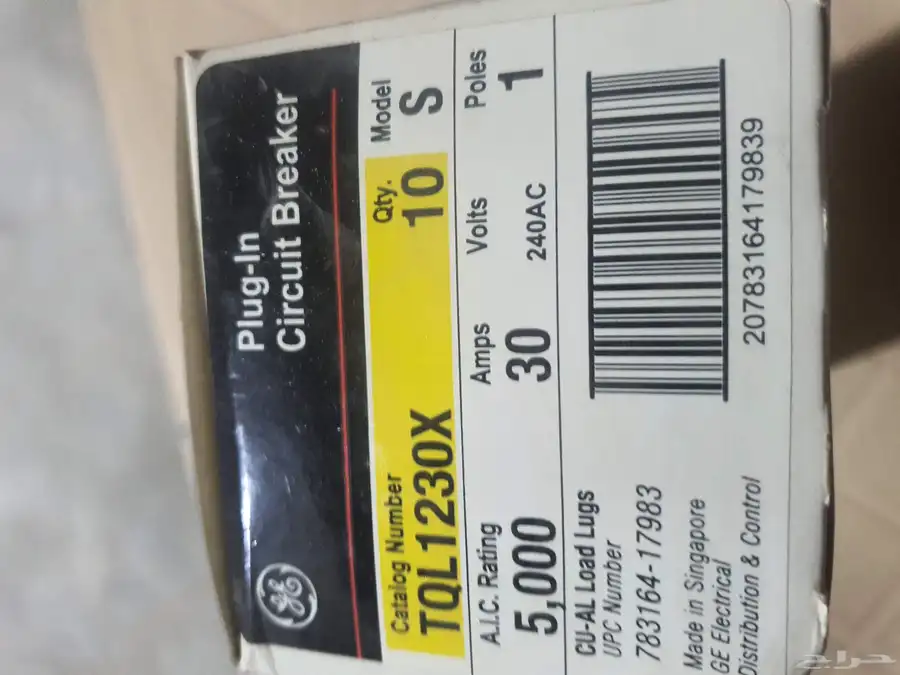 Plug-In
Circuit Breaker
GE
Catalog Number Qty. Model
TQL1230X 10 S
A.I.C. Rating Amps Volts Poles
5,000 30 240AC 1
CU-AL Load Lugs
UPC Number
783164-17983
Made in Singapore
GE Electrical
Distribution & Control
20783164179839
حراج